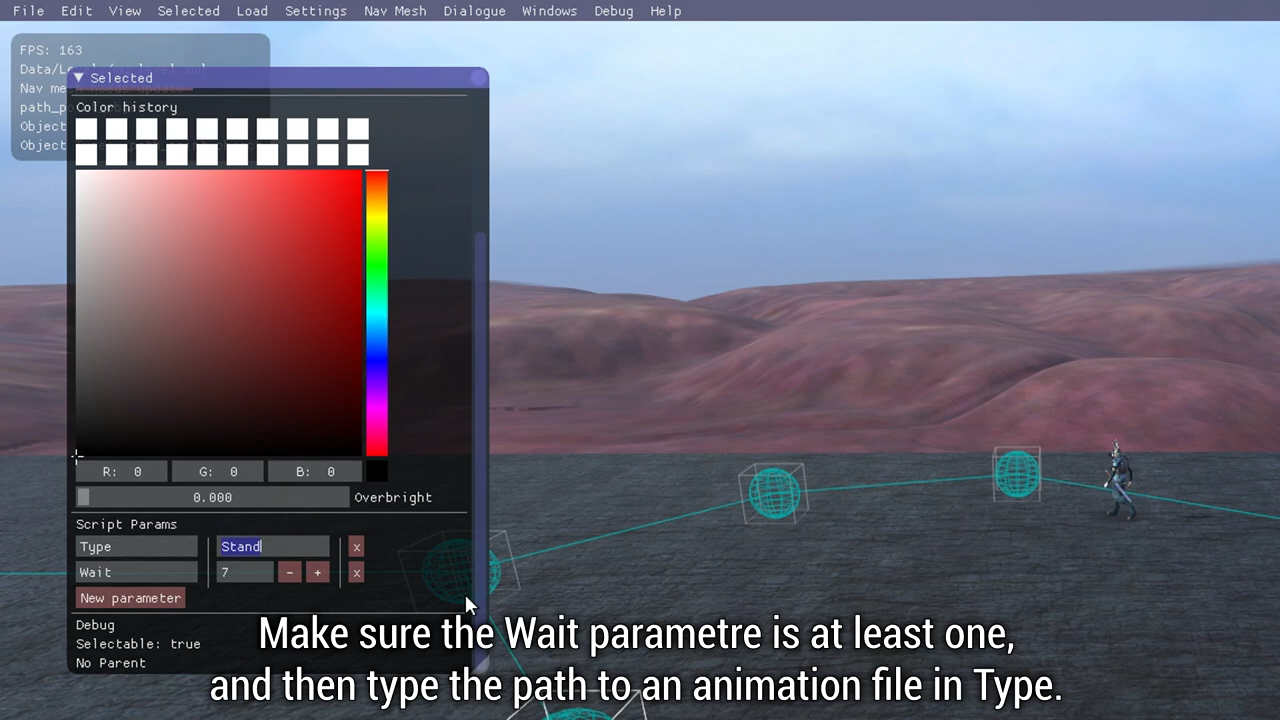 File Edit View Selected Load Settings Nav Mesh Dialogue Windows Debug Help
FPS: 163
Selected
Color history
R: 0 G: 0 B: 0
0.000 Overbright
Script Params
Type Stand x
Wait 7 - + x
New parameter
Debug
Selectable: true
No Parent
Make sure the Wait parametre is at least one,
and then type the path to an animation file in Type.